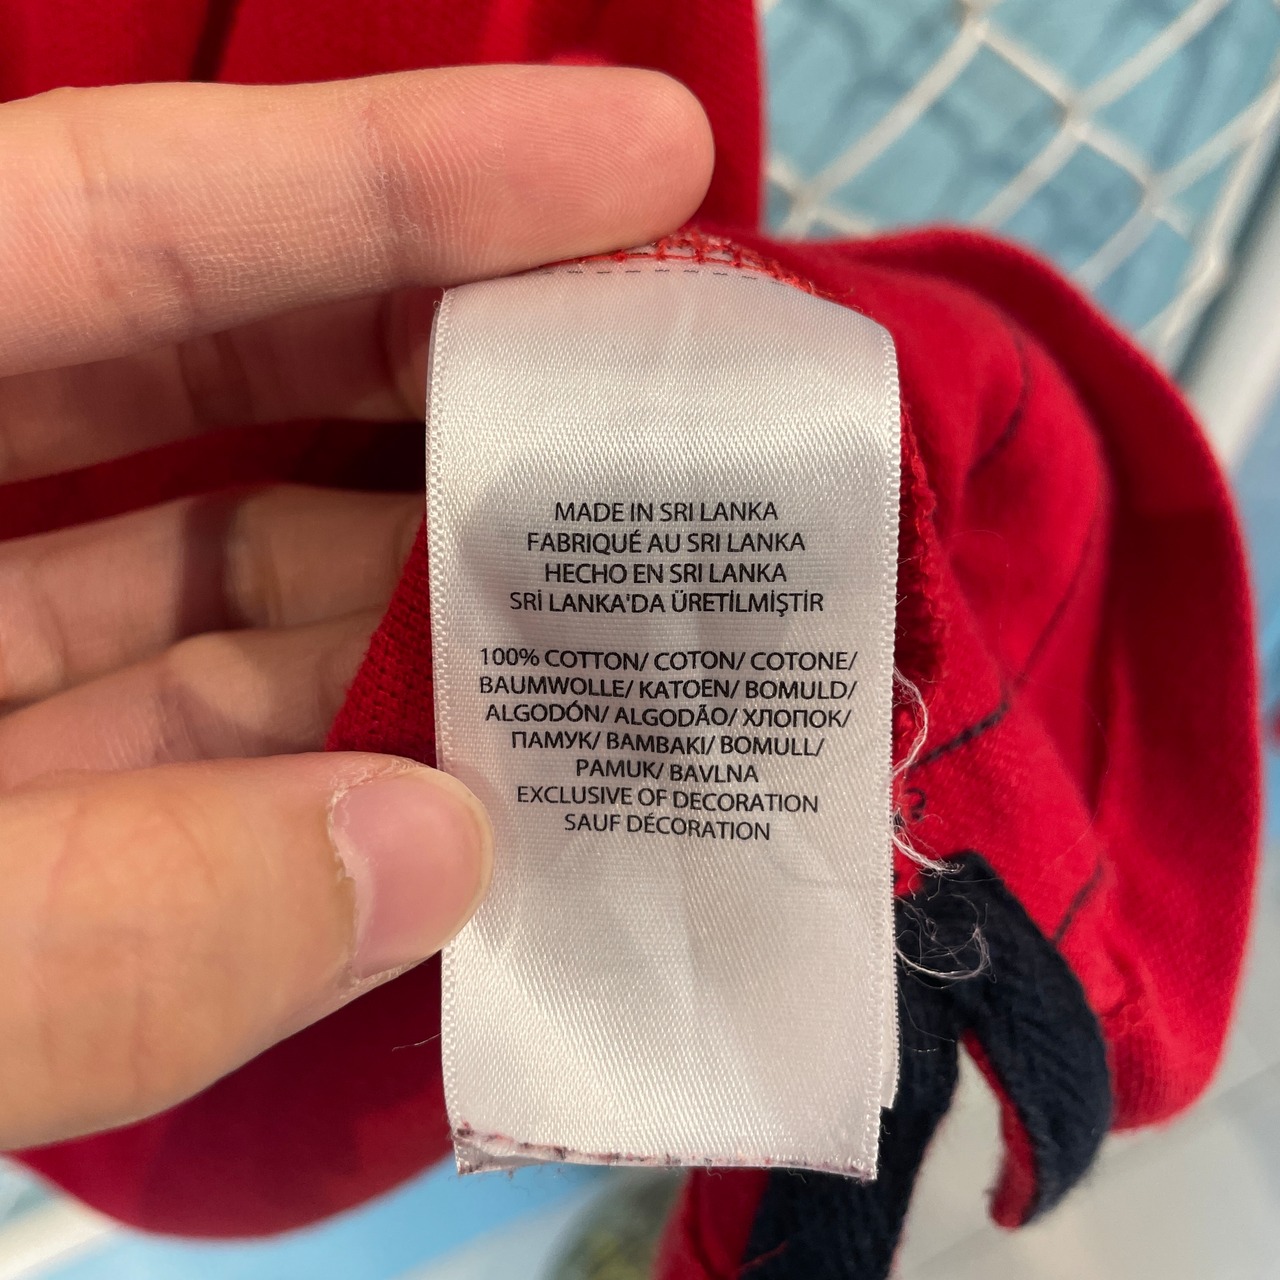 MADE IN SRI LANKA
FABRIQUÉ AU SRI LANKA
HECHO EN SRI LANKA
SRİ LANKA'DA ÜRETİLMİŞTİR
100% COTTON/ COTON/ COTONE/
BAUMWOLLE/ KATOEN/ BOMULD/
ALGODÓN/ ALGODÃO/ ХЛОПОК/
ПАМУК/ BAMBAKI/ BOMULL/
PAMUK/ BAVLNA
EXCLUSIVE OF DECORATION
SAUF DÉCORATION